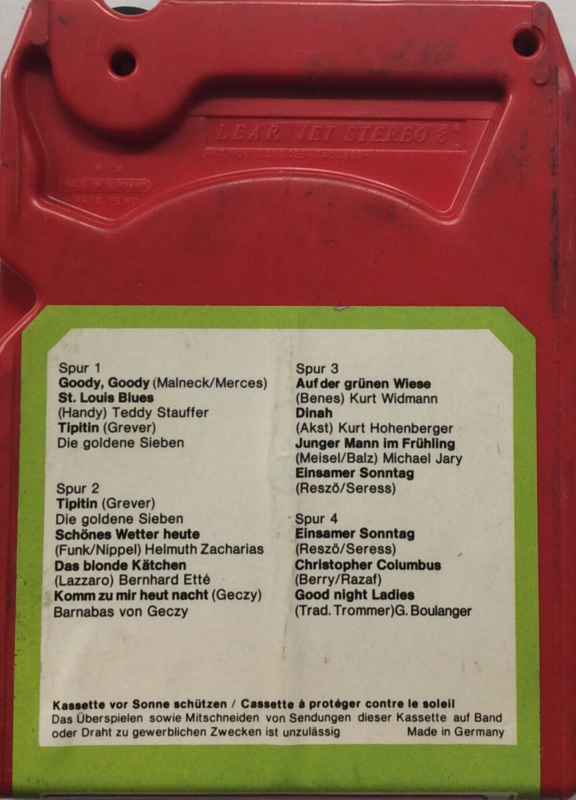 LEAR JET STEREO 8
MADE IN GERMANY
Spur 1
Goody, Goody (Malneck/Merces)
St. Louis Blues
(Handy) Teddy Stauffer
Tipitin (Grever)
Die goldene Sieben
Spur 2
Tipitin (Grever)
Die goldene Sieben
Schönes Wetter heute
(Funk/Nippel) Helmuth Zacharias
Das blonde Kätchen
(Lazzaro) Bernhard Etté
Komm zu mir heut nacht (Geczy)
Barnabas von Geczy
Spur 3
Auf der grünen Wiese
(Benes) Kurt Widmann
Dinah
(Akst) Kurt Hohenberger
Junger Mann im Frühling
(Meisel/Balz) Michael Jary
Einsamer Sonntag
(Reszö/Seress)
Spur 4
Einsamer Sonntag
(Reszö/Seress)
Christopher Columbus
(Berry/Razaf)
Good night Ladies
(Trad. Trommer)G. Boulanger
Kassette vor Sonne schützen / Cassette à protéger contre le soleil
Das Überspielen sowie Mitschneiden von Sendungen dieser Kassette auf Band
oder Draht zu gewerblichen Zwecken ist unzulässig Made in Germany